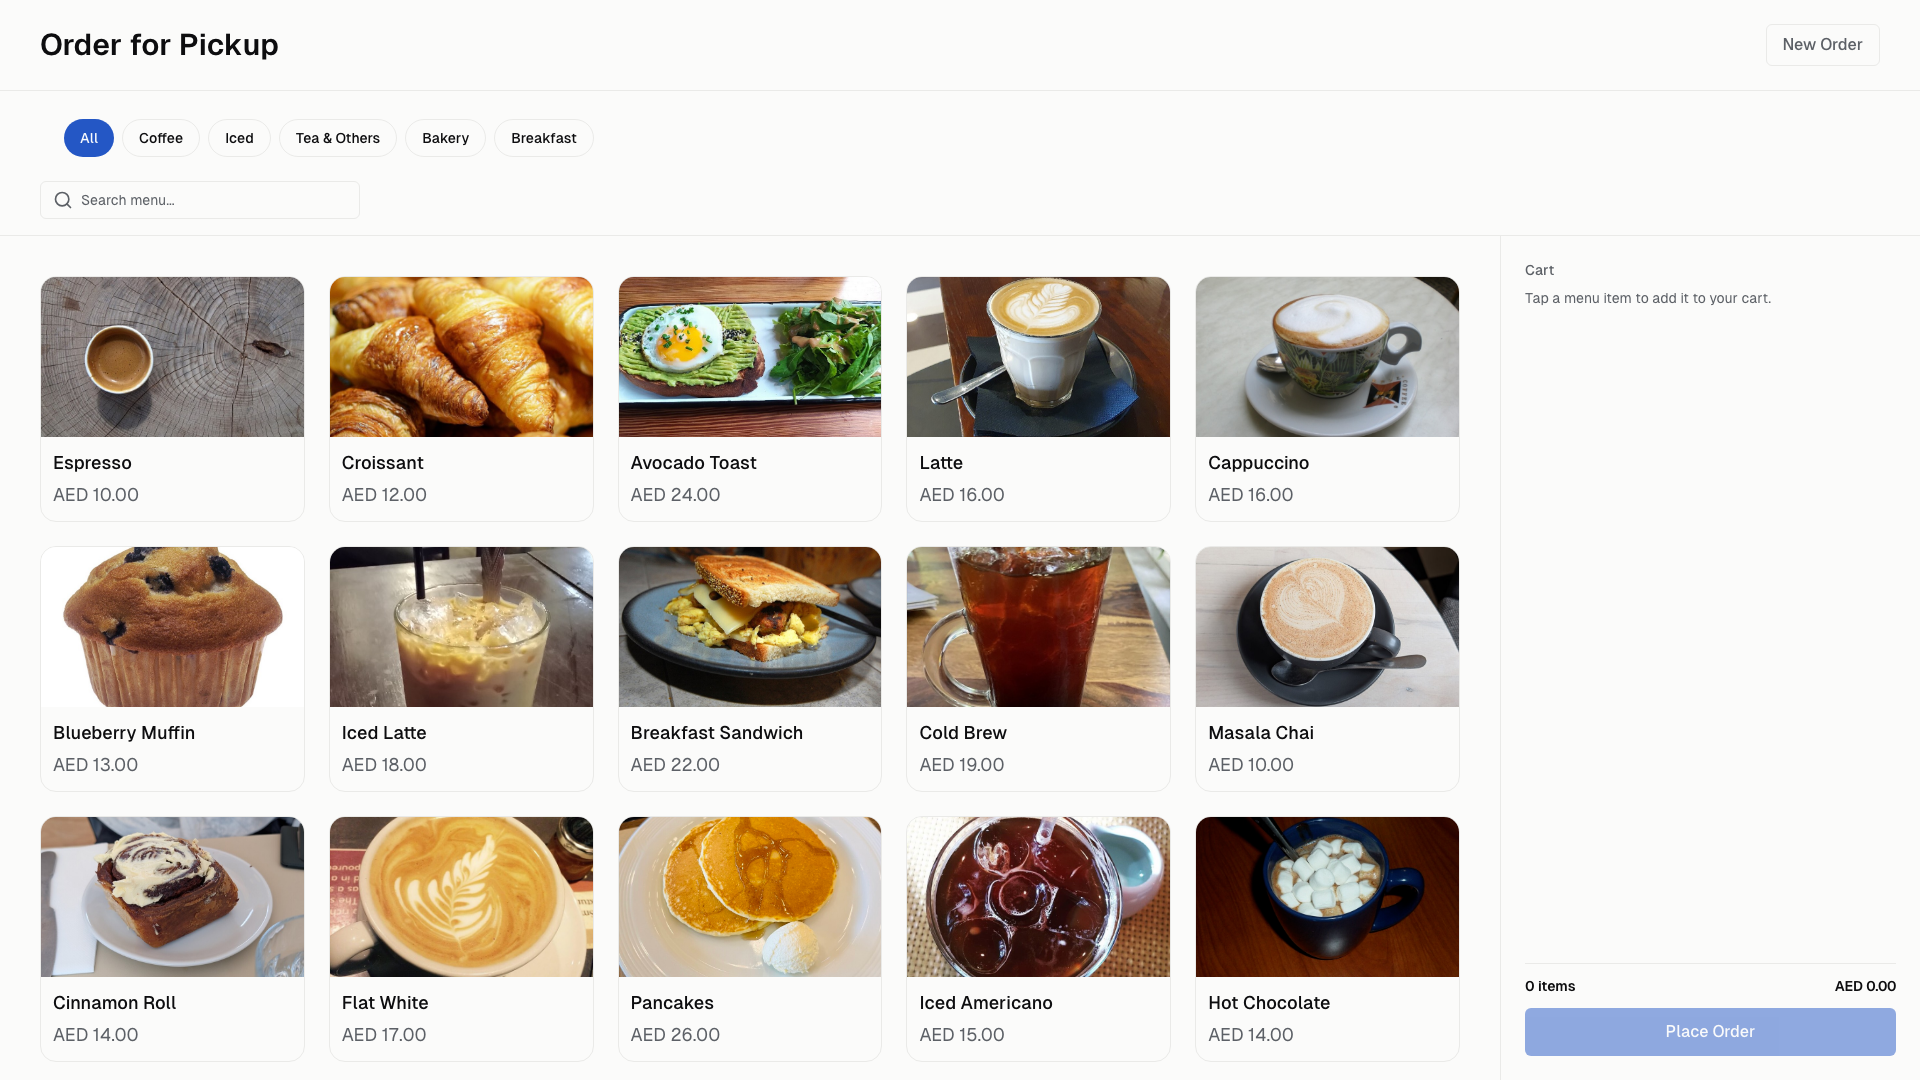 Order for Pickup
New Order
All
Coffee
Iced
Tea & Others
Bakery
Breakfast
Search menu...
Cart
Tap a menu item to add it to your cart.
Espresso
AED 10.00
Croissant
AED 12.00
Avocado Toast
AED 24.00
Latte
AED 16.00
Cappuccino
AED 16.00
Blueberry Muffin
AED 13.00
Iced Latte
AED 18.00
Breakfast Sandwich
AED 22.00
Cold Brew
AED 19.00
Masala Chai
AED 10.00
Cinnamon Roll
AED 14.00
Flat White
AED 17.00
Pancakes
AED 26.00
Iced Americano
AED 15.00
Hot Chocolate
AED 14.00
0 items
AED 0.00
Place Order